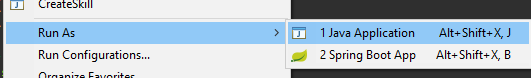 CreateSkill
Run As
1 Java Application Alt+Shift+X, J
2 Spring Boot App Alt+Shift+X, B
Run Configurations...
Organize Favorites